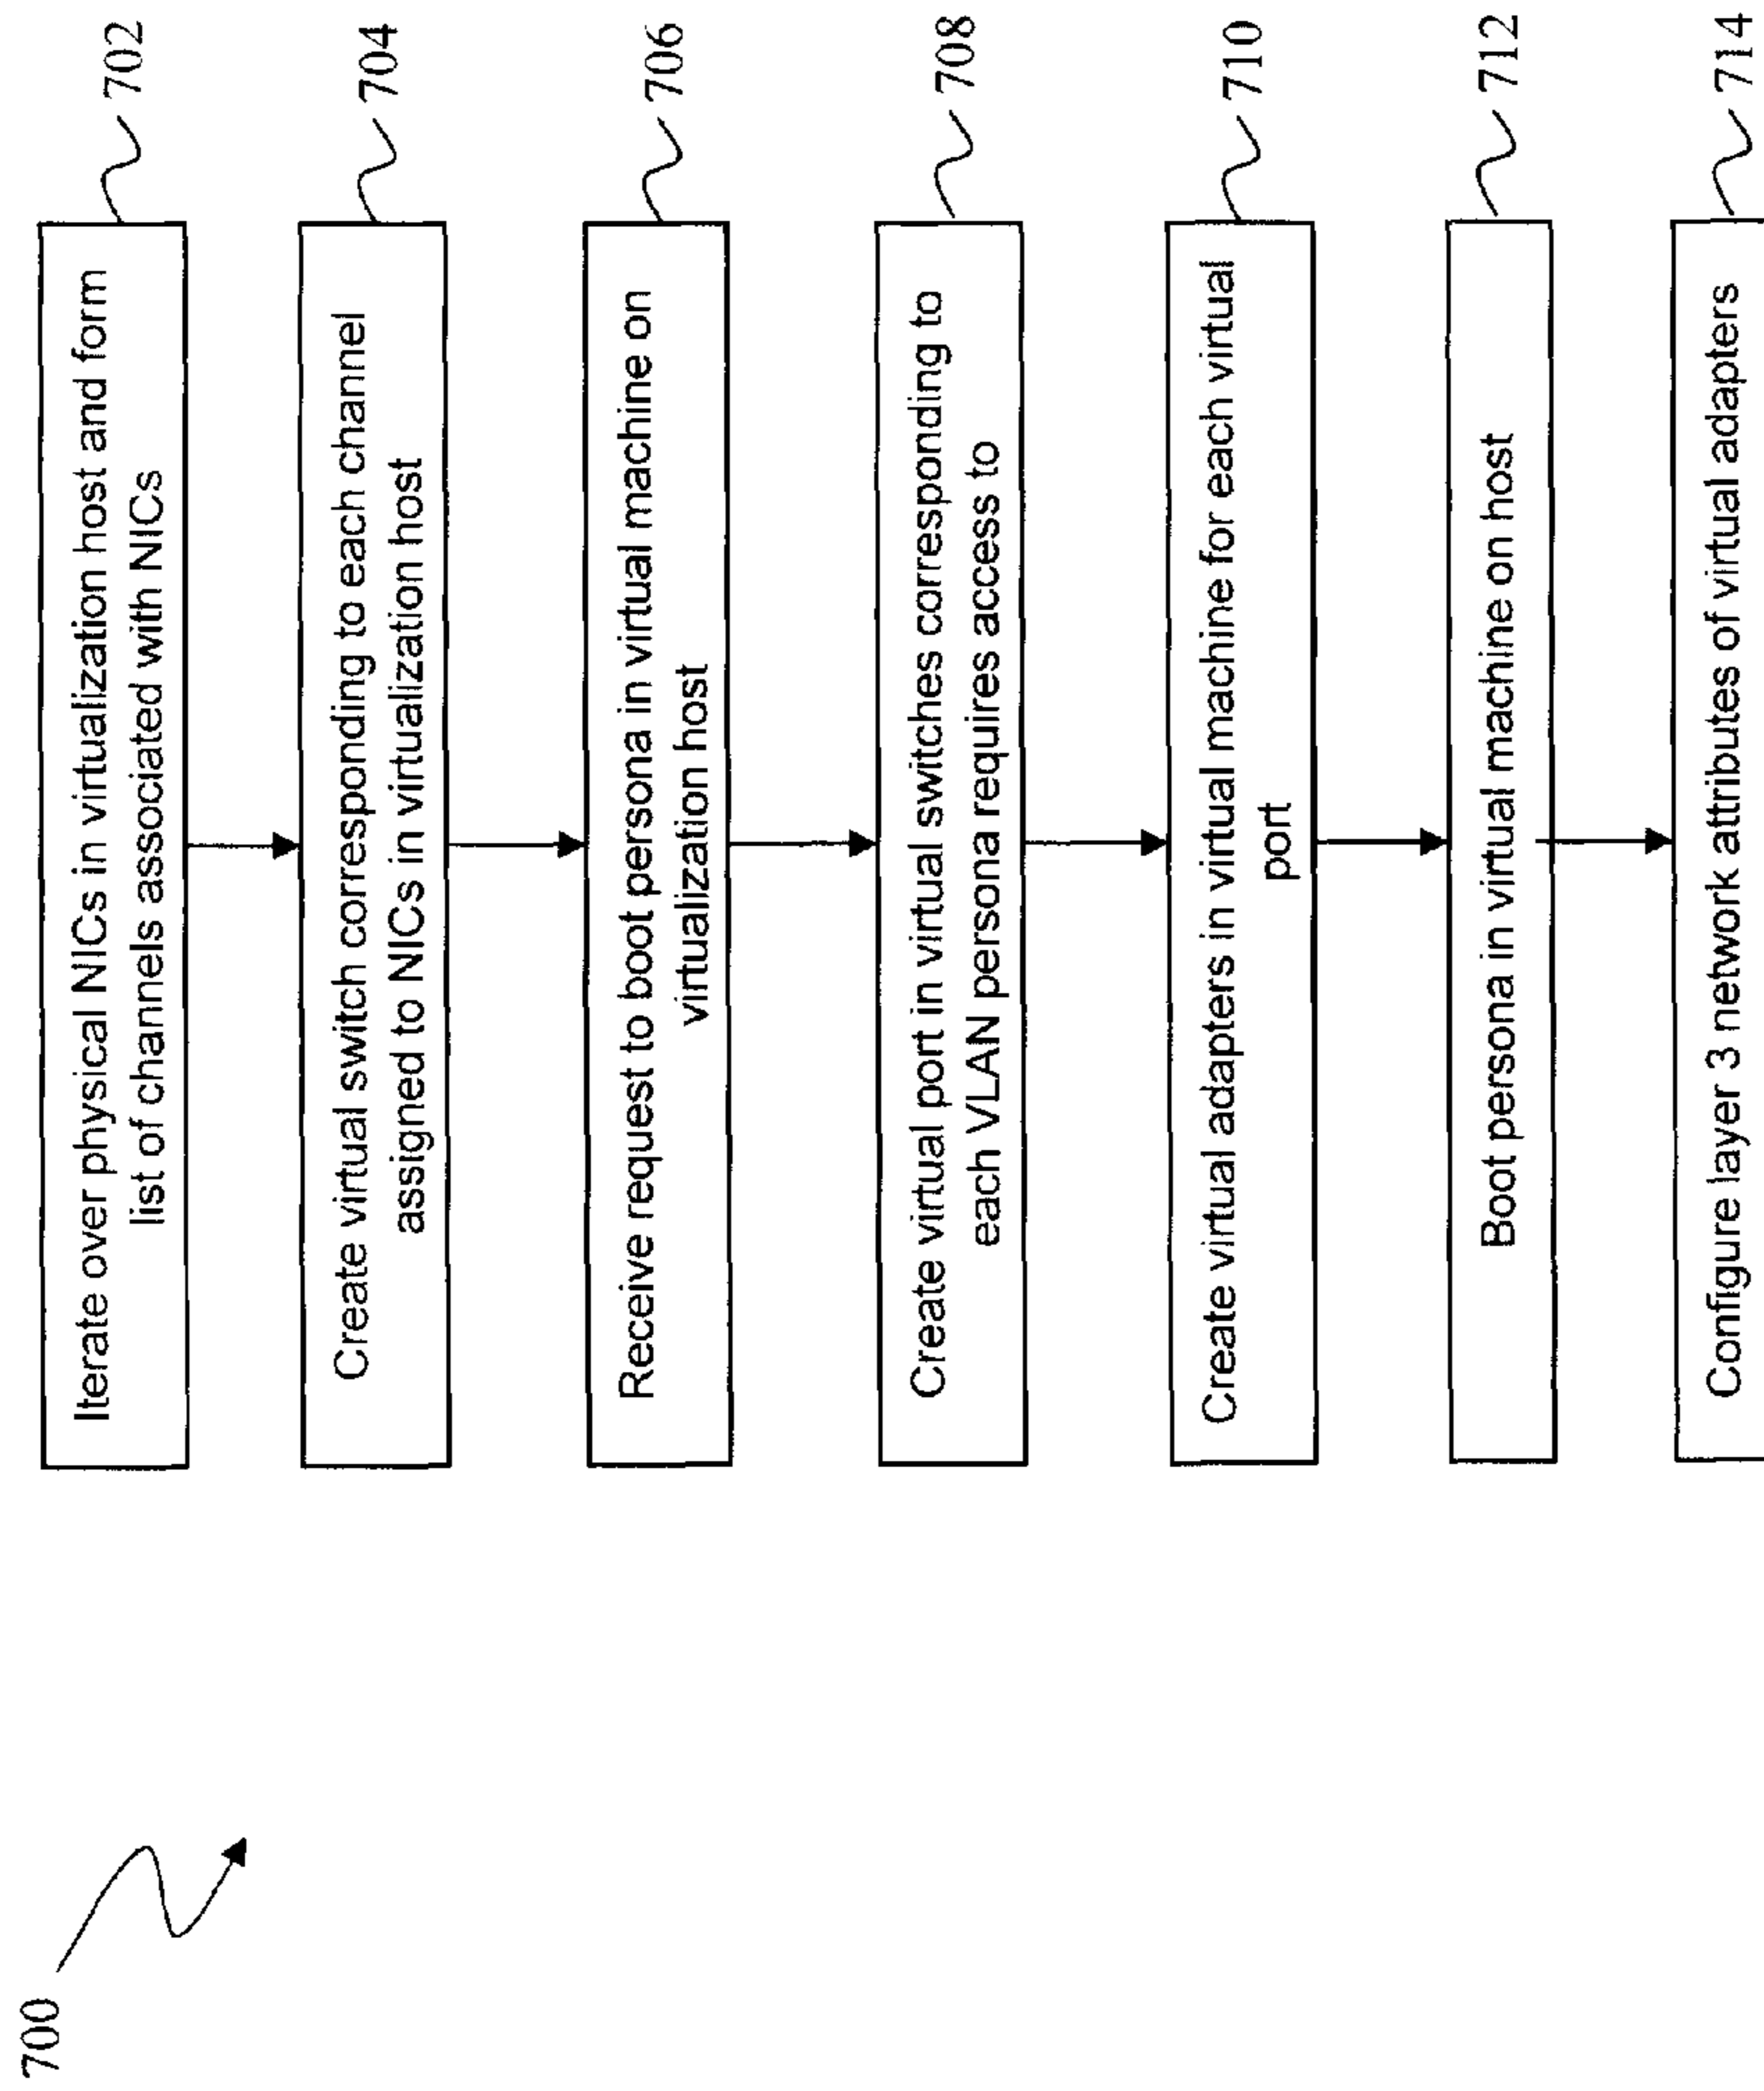 700
Iterate over physical NICs in virtualization host and form
list of channels associated with NICs
702
Create virtual switch corresponding to each channel
assigned to NICs in virtualization host
704
Receive request to boot persona in virtual machine on
virtualization host
706
Create virtual port in virtual switches corresponding to
each VLAN persona requires access to
708
Create virtual adapters in virtual machine for each virtual
port
710
Boot persona in virtual machine on host
712
Configure layer 3 network attributes of virtual adapters
714